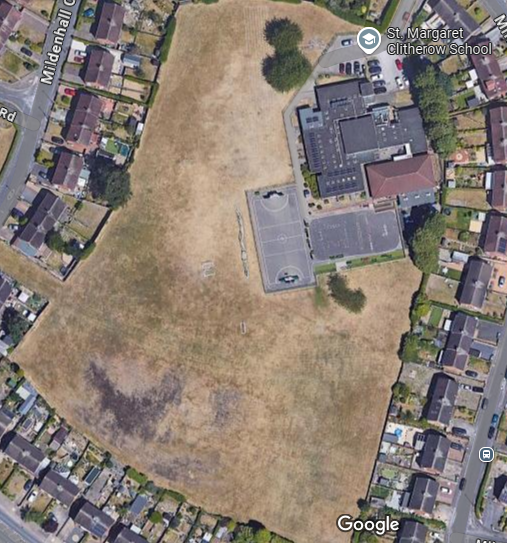 St. Margaret
Clitherow School
Mildenhall C
Rd
Google